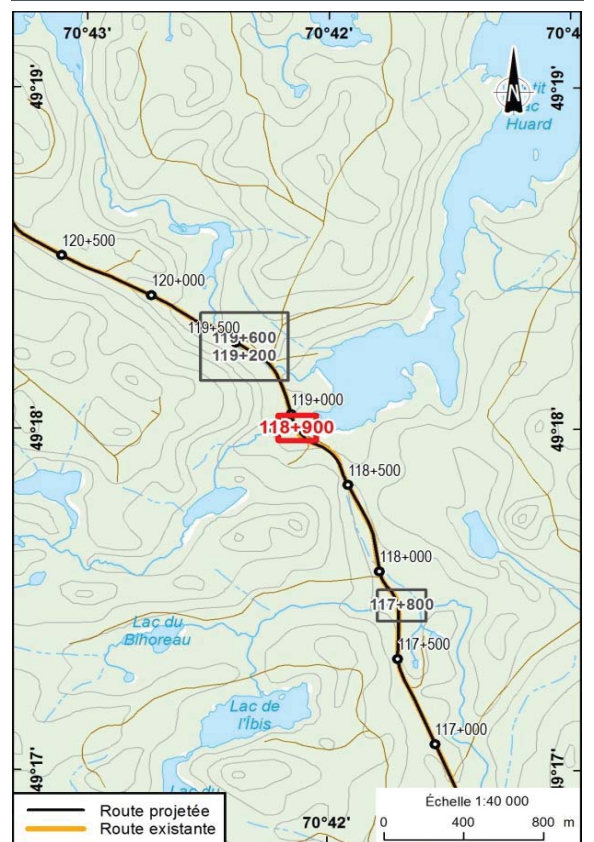 70°43'
70°42'
70°4
49°19'
49°19'
N
Petit
Lac
Huard
120+500
120+000
119+500
119+600
119+200
119+000
118+900
49°18'
49°18'
118+500
118+000
117+800
Lac du
Bihoreau
117+500
Lac de
l'Îbis
117+000
49°17'
49°17'
Lac du
Route projetée
Route existante
70°42'
Échelle 1:40 000
0 400 800 m